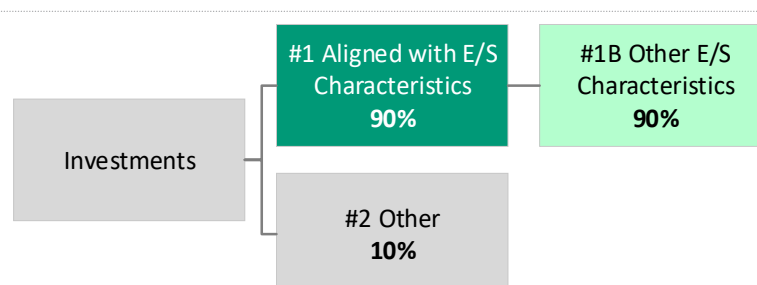 #1 Aligned with E/S
Characteristics
90%
#1B Other E/S
Characteristics
90%
Investments
#2 Other
10%